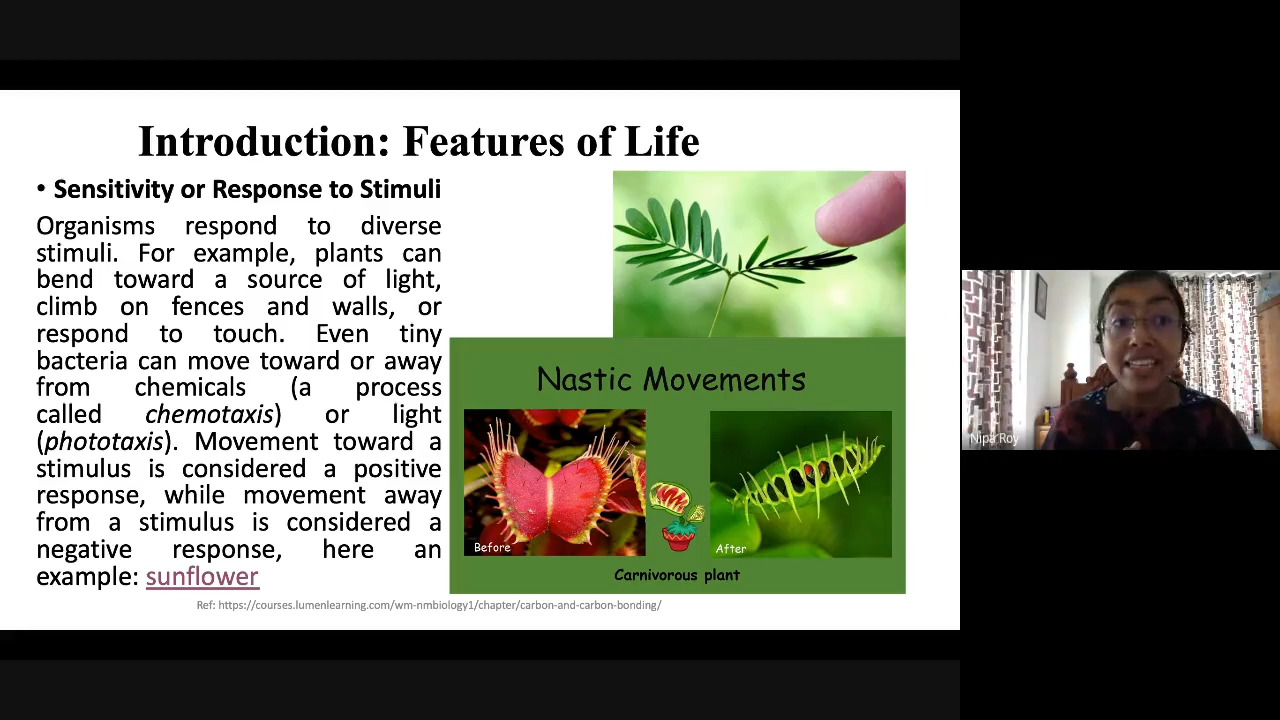 Introduction: Features of Life
• Sensitivity or Response to Stimuli
Organisms respond to diverse
stimuli. For example, plants can
bend toward a source of light,
climb on fences and walls, or
respond to touch. Even tiny
bacteria can move toward or away
from chemicals (a process
called chemotaxis) or light
(phototaxis). Movement toward a
stimulus is considered a positive
response, while movement away
from a stimulus is considered a
negative response, here an
example: sunflower
Nastic Movements
Before
After
Carnivorous plant
Ref: https://courses.lumenlearning.com/wm-nmbiology1/chapter/carbon-and-carbon-bonding/
Nipa Roy